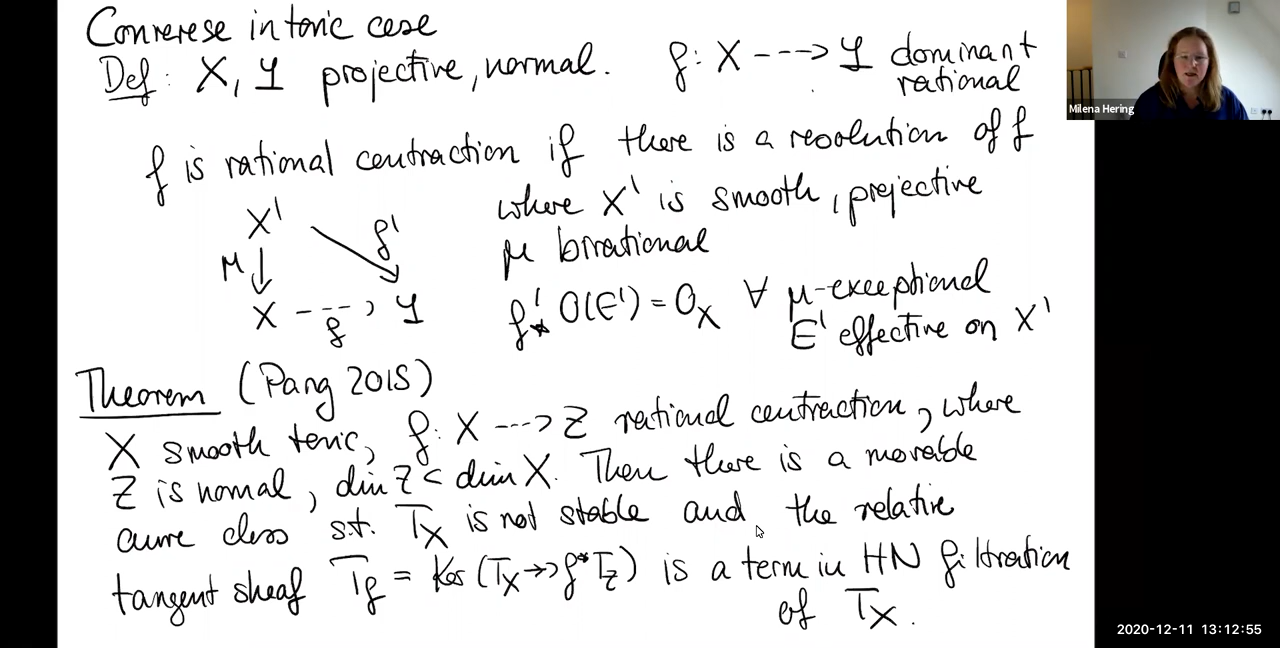 Converese in toric case
Def: X, Y projective, normal. f: X ---> Y dominant
rational
f is rational contraction if there is a resolution of f
X' f' where X' is smooth, projective
μ ↓ μ birational
X ---> Y f'_* O(E') = O_X ∀ μ-exceptional
f E' effective on X'
Theorem (Pang 2015)
X smooth toric, f: X ---> Z rational contraction, where
Z is normal, dim Z < dim X. Then there is a movable
curve class s.t. T_X is not stable and the relative
tangent sheaf T_f = Ker (T_X ->> f* T_Z) is a term in HN filtration
of T_X.
Milena Hering
2020-12-11 13:12:55